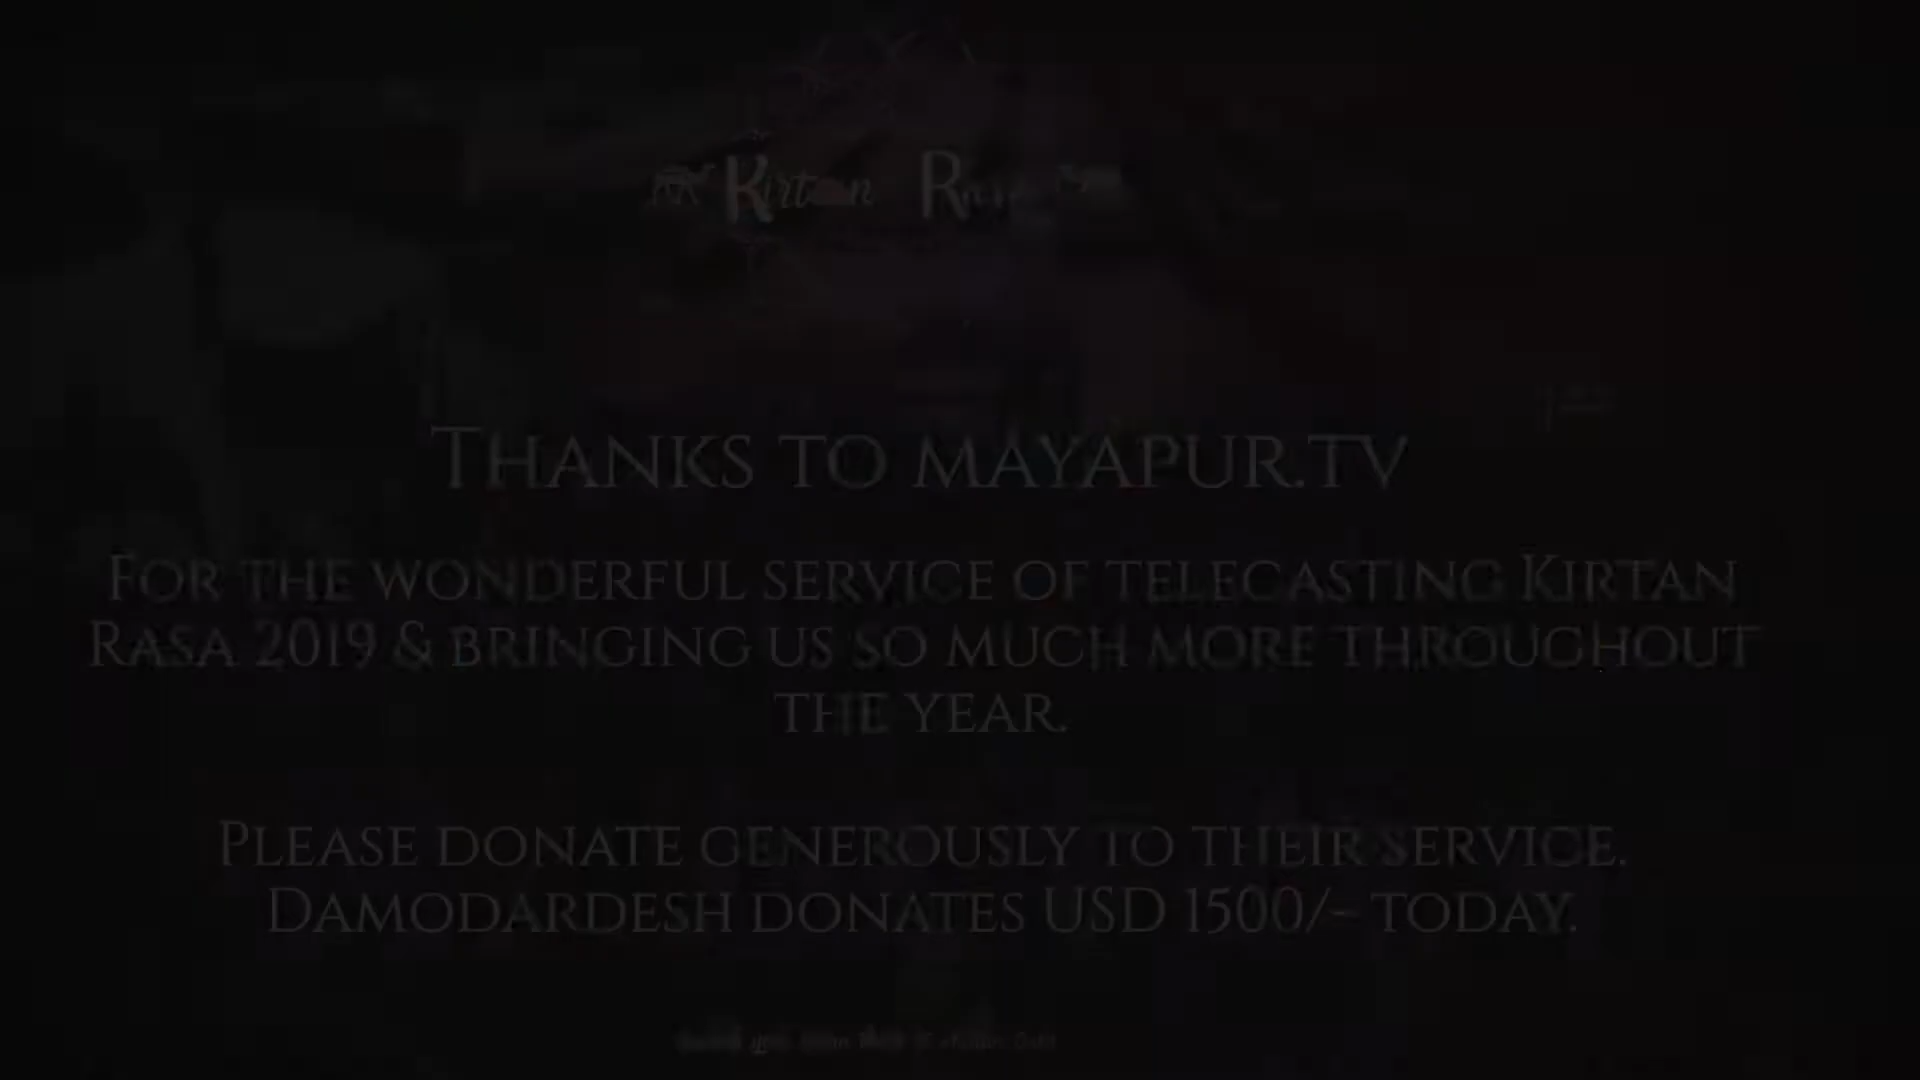 Kirtan Rasa
Thanks to mayapur.tv
For the wonderful service of telecasting Kirtan
Rasa 2019 & bringing us so much more throughout
the year.
Please donate generously to their service.
Damodardesh donates USD 1500/- today.